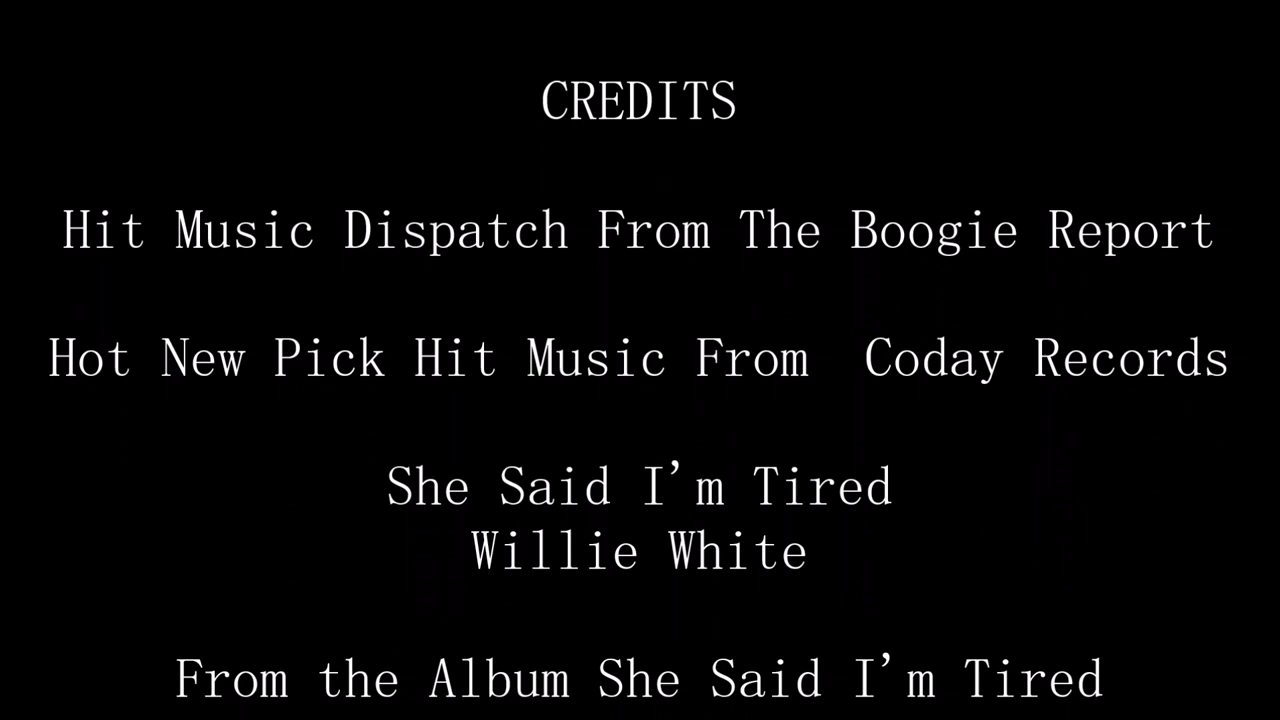 CREDITS
Hit Music Dispatch From The Boogie Report
Hot New Pick Hit Music From  Coday Records
She Said I'm Tired
Willie White
From the Album She Said I'm Tired